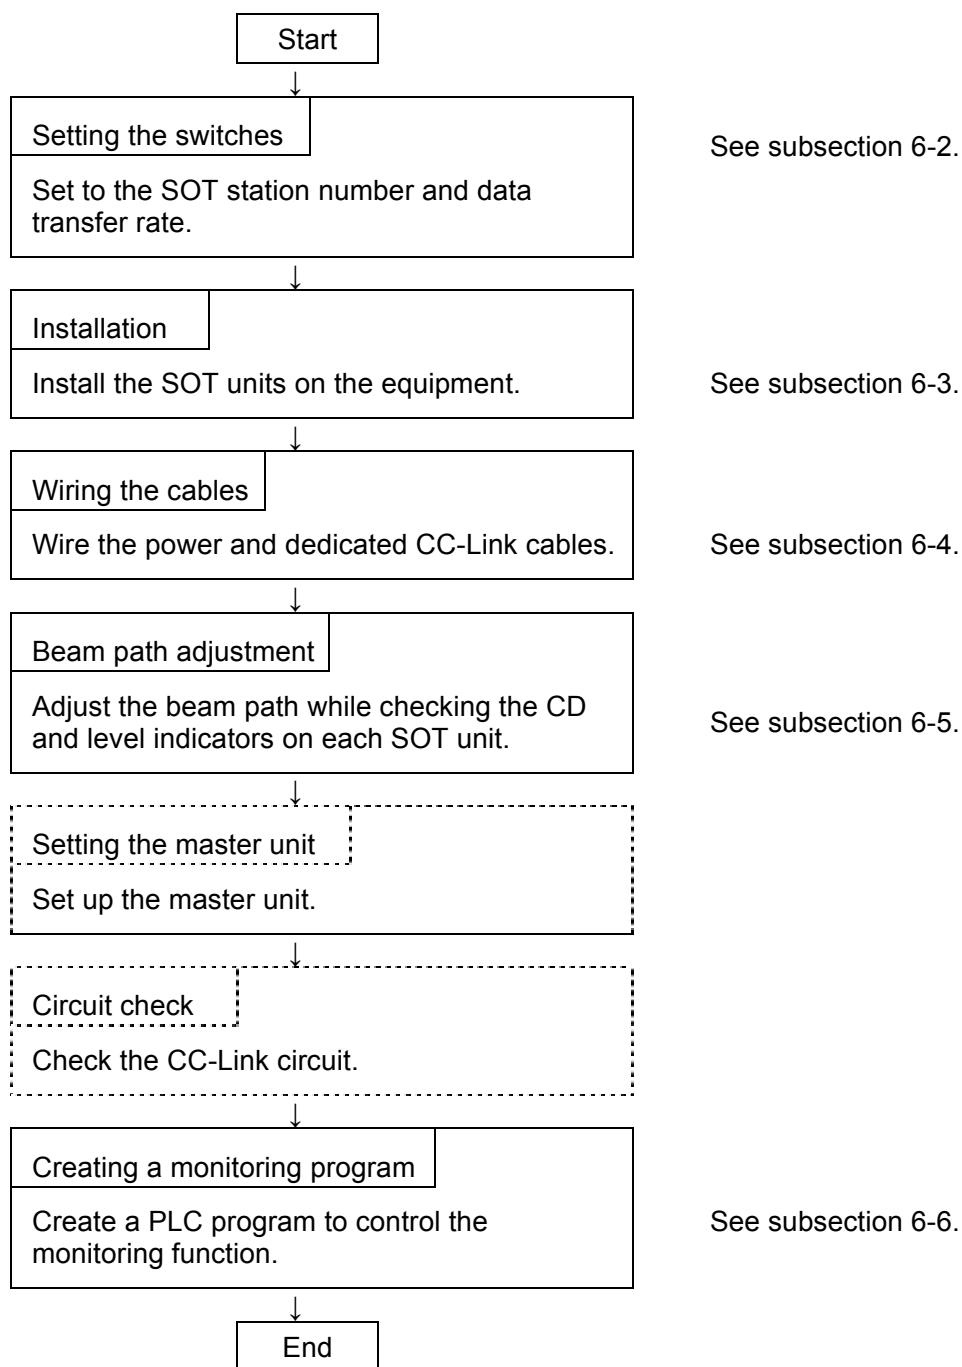 Start
↓
Setting the switches
See subsection 6-2.
Set to the SOT station number and data
transfer rate.
↓
Installation
Install the SOT units on the equipment.
See subsection 6-3.
↓
Wiring the cables
Wire the power and dedicated CC-Link cables.
See subsection 6-4.
↓
Beam path adjustment
Adjust the beam path while checking the CD
and level indicators on each SOT unit.
See subsection 6-5.
↓
Setting the master unit
Set up the master unit.
↓
Circuit check
Check the CC-Link circuit.
↓
Creating a monitoring program
Create a PLC program to control the
monitoring function.
See subsection 6-6.
↓
End